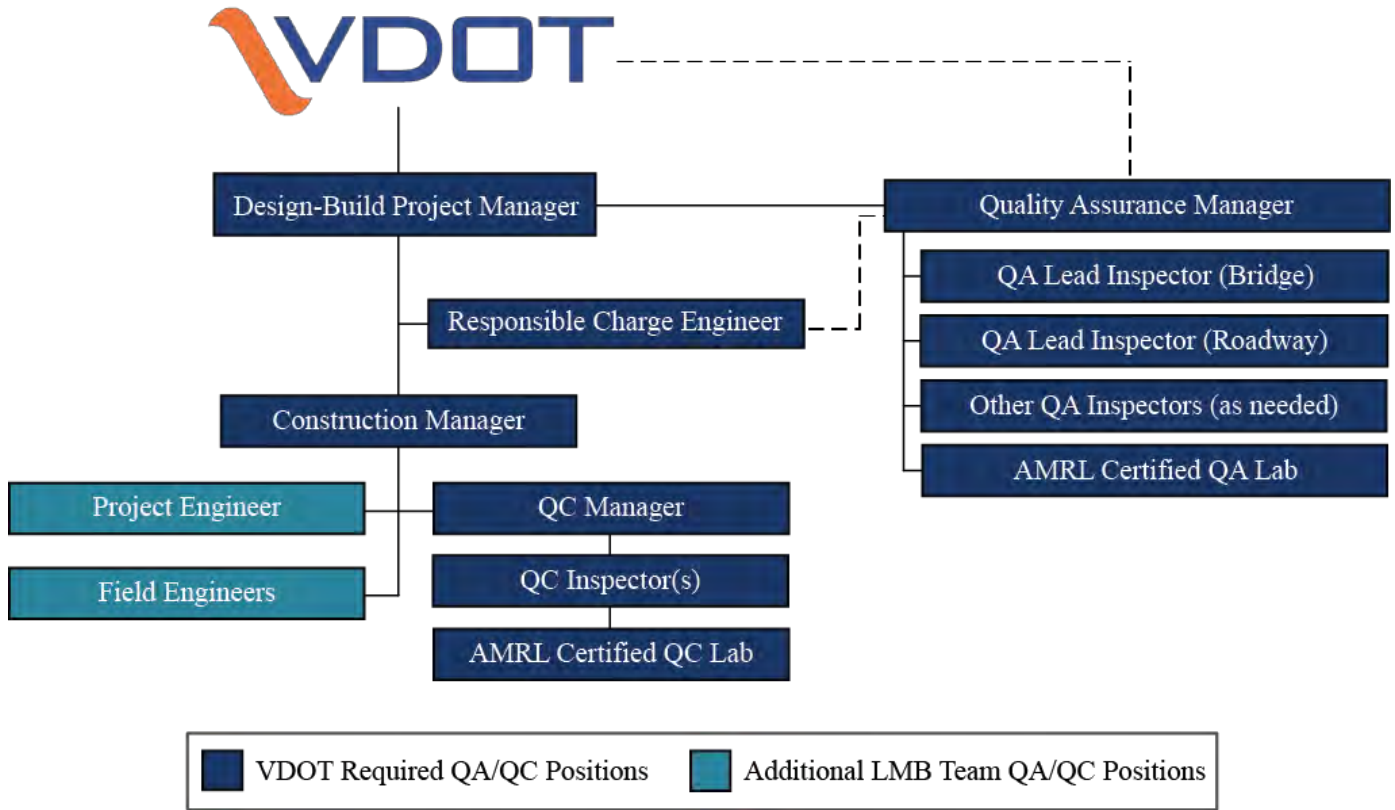 VDOT
Design-Build Project Manager
Quality Assurance Manager
QA Lead Inspector (Bridge)
Responsible Charge Engineer
QA Lead Inspector (Roadway)
Construction Manager
Other QA Inspectors (as needed)
AMRL Certified QA Lab
Project Engineer
QC Manager
Field Engineers
QC Inspector(s)
AMRL Certified QC Lab
VDOT Required QA/QC Positions
Additional LMB Team QA/QC Positions